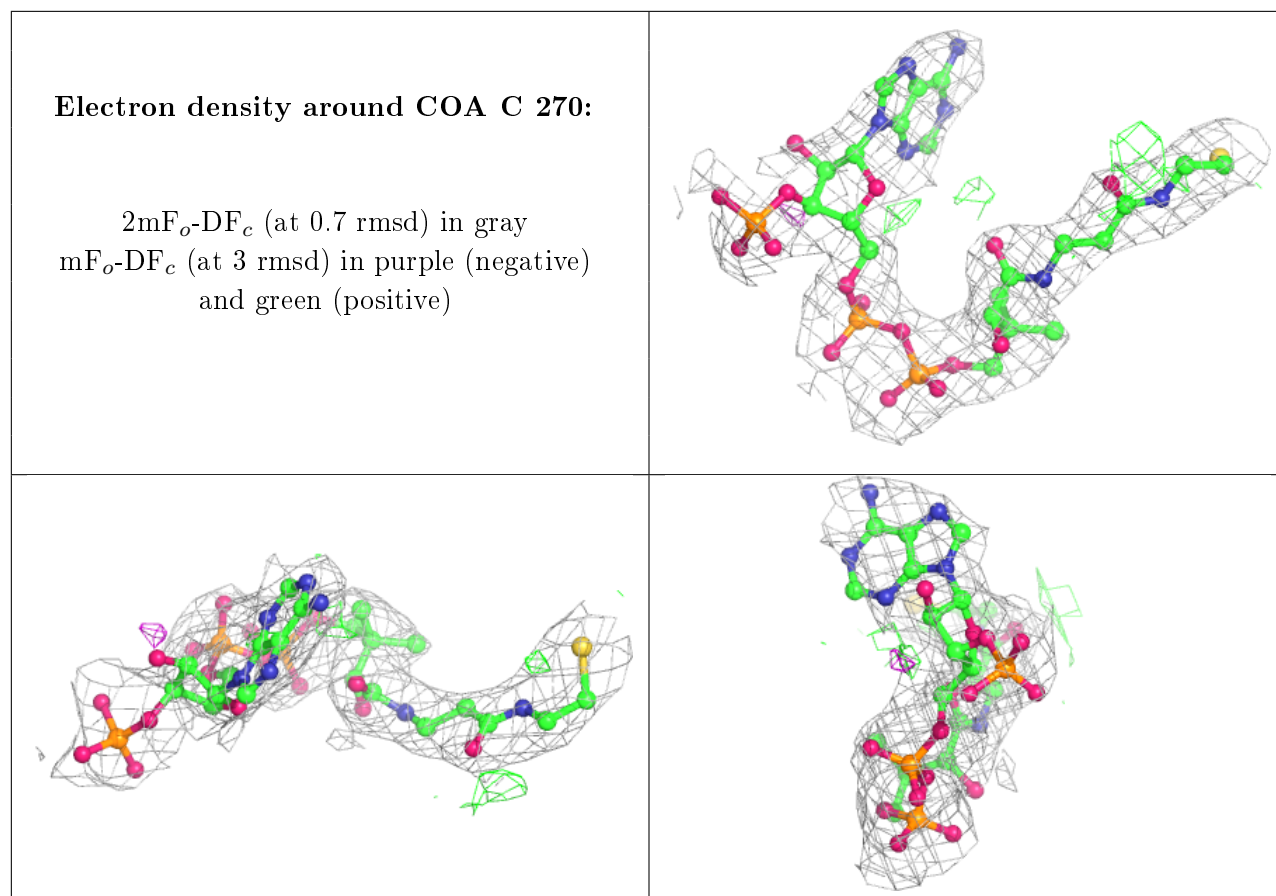 Electron density around COA C 270:
2mFo-DFc (at 0.7 rmsd) in gray
mFo-DFc (at 3 rmsd) in purple (negative)
and green (positive)